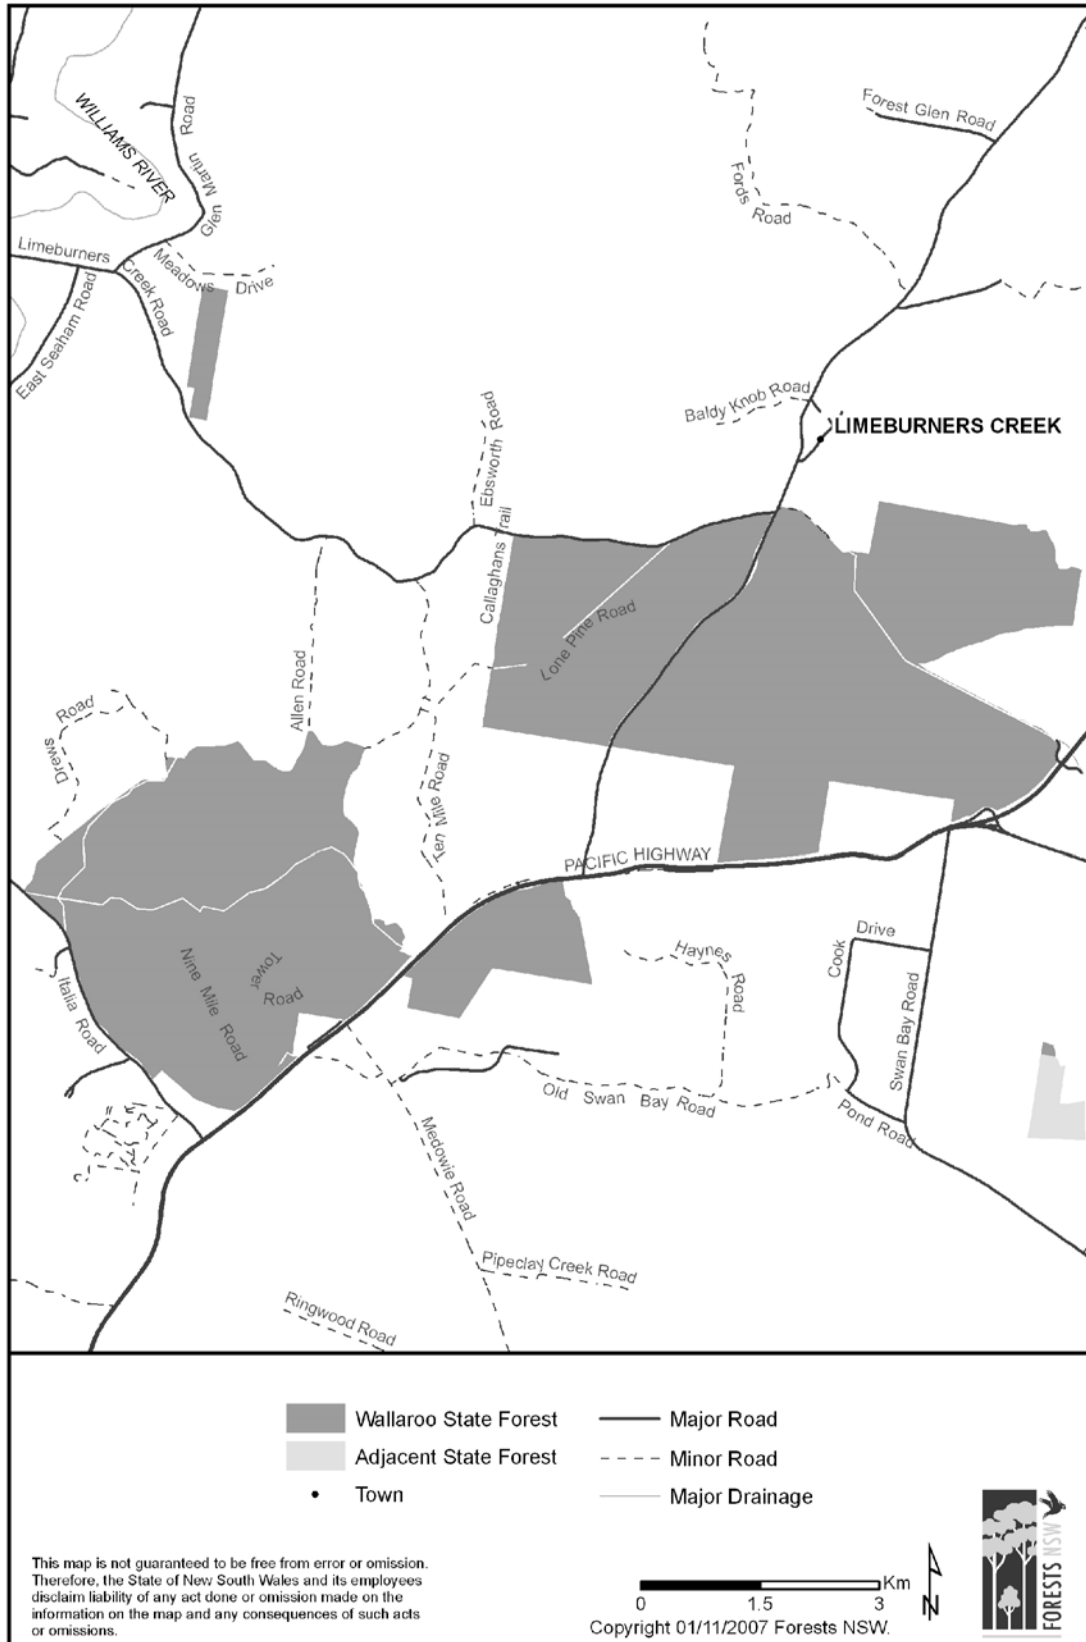 WILLIAMS RIVER
Glen Martin Road
Forest Glen Road
Fords Road
Limeburners Creek Road
Meadows Drive
East Seaham Road
Baldy Knob Road
LIMEBURNERS CREEK
Ebsworth Road
Callaghans Trail
Lone Pine Road
Allen Road
Drews Road
Ten Mile Road
PACIFIC HIGHWAY
Nine Mile Road
Tower Road
Italia Road
Haynes Road
Cook Drive
Swan Bay Road
Old Swan Bay Road
Pond Road
Medowie Road
Pipeclay Creek Road
Ringwood Road
Wallaroo State Forest
Adjacent State Forest
Town
Major Road
Minor Road
Major Drainage
This map is not guaranteed to be free from error or omission.
Therefore, the State of New South Wales and its employees
disclaim liability of any act done or omission made on the
information on the map and any consequences of such acts
or omissions.
Km
0 1.5 3
Copyright 01/11/2007 Forests NSW.
N
FORESTS NSW